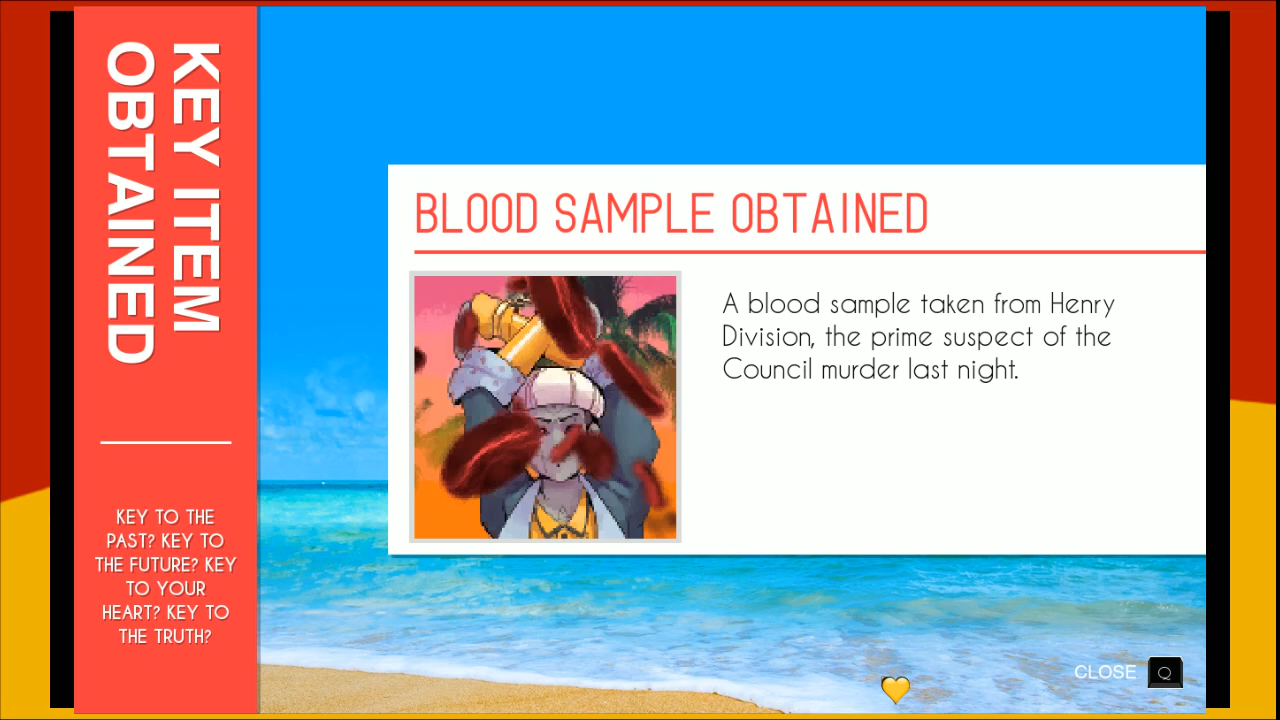 KEY ITEM
OBTAINED
KEY TO THE
PAST? KEY TO
THE FUTURE? KEY
TO YOUR
HEART? KEY TO
THE TRUTH?
BLOOD SAMPLE OBTAINED
A blood sample taken from Henry
Division, the prime suspect of the
Council murder last night.
CLOSE Q